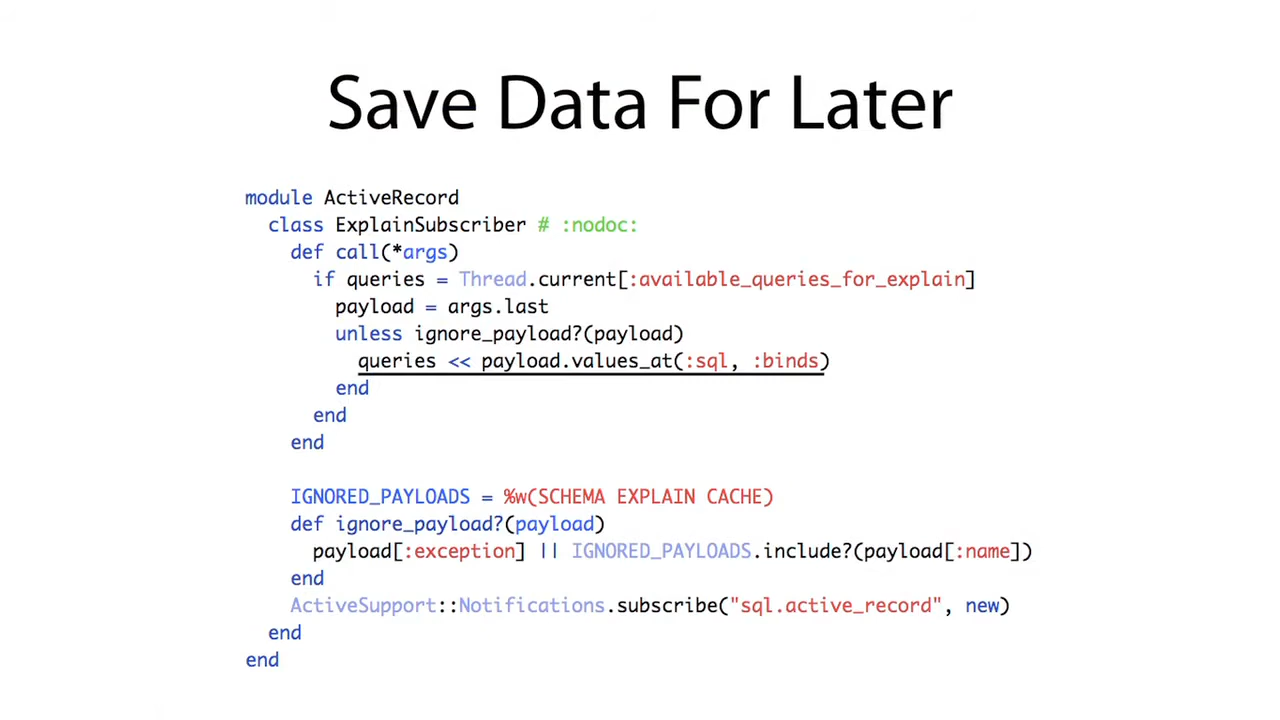 Save Data For Later
module ActiveRecord
  class ExplainSubscriber # :nodoc:
    def call(*args)
      if queries = Thread.current[:available_queries_for_explain]
        payload = args.last
        unless ignore_payload?(payload)
          queries << payload.values_at(:sql, :binds)
        end
      end
    end

    IGNORED_PAYLOADS = %w(SCHEMA EXPLAIN CACHE)
    def ignore_payload?(payload)
      payload[:exception] || IGNORED_PAYLOADS.include?(payload[:name])
    end
    ActiveSupport::Notifications.subscribe("sql.active_record", new)
  end
end